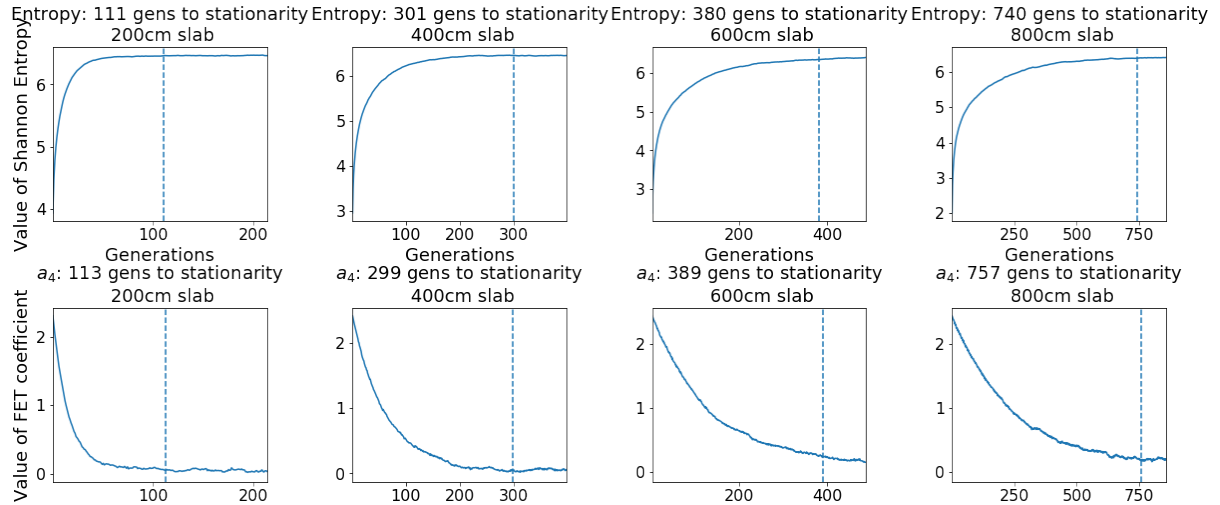 Entropy: 111 gens to stationarity
200cm slab
Entropy: 301 gens to stationarity
400cm slab
Entropy: 380 gens to stationarity
600cm slab
Entropy: 740 gens to stationarity
800cm slab
Value of Shannon Entropy
6
5
4
100
200
Generations
6
5
4
3
100
200
300
6
5
4
3
200
400
Generations
6
5
4
3
2
250
500
750
Generations
a₄: 113 gens to stationarity
200cm slab
a₄: 299 gens to stationarity
400cm slab
a₄: 389 gens to stationarity
600cm slab
a₄: 757 gens to stationarity
800cm slab
Value of FET coefficient
2
1
0
100
200
2
1
0
100
200
300
2
1
0
200
400
2
1
0
250
500
750